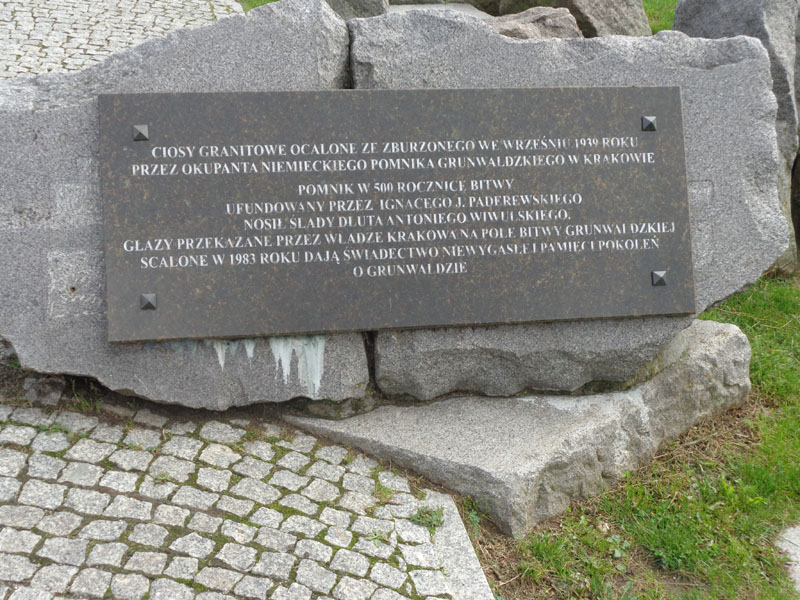 CIOSY GRANITOWE OCALONE ZE ZBURZONEGO WE WRZEŚNIU 1939 ROKU
PRZEZ OKUPANTA NIEMIECKIEGO POMNIKA GRUNWALDZKIEGO W KRAKOWIE
POMNIK W 500 ROCZNICĘ BITWY
UFUNDOWANY PRZEZ IGNACEGO J. PADEREWSKIEGO
NOSIŁ ŚLADY DŁUTA ANTONIEGO WIWULSKIEGO.
GŁAZY PRZEKAZANE PRZEZ WŁADZE KRAKOWA NA POLE BITWY GRUNWALDZKIEJ
SCALONE W 1983 ROKU DAJĄ ŚWIADECTWO NIEWYGASŁEJ PAMIĘCI POKOLEŃ
O GRUNWALDZIE